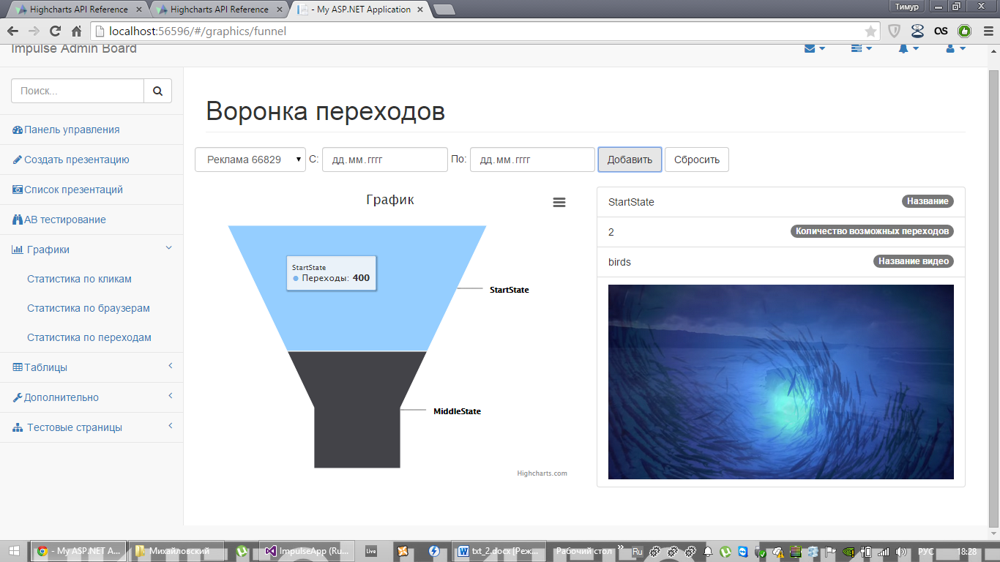 Highcharts API Reference
Highcharts API Reference
- My ASP.NET Application
Тимур
localhost:56596/#/graphics/funnel
Impulse Admin Board
Поиск...
Панель управления
Создать презентацию
Список презентаций
AB тестирование
Графики
Статистика по кликам
Статистика по браузерам
Статистика по переходам
Таблицы
Дополнительно
Тестовые страницы
Воронка переходов
Реклама 66829
С: дд.мм.гггг
По: дд.мм.гггг
Добавить
Сбросить
График
StartState
Переходы: 400
StartState
MiddleState
Highcharts.com
StartState
Название
2
Количество возможных переходов
birds
Название видео
- My ASP.NET A...
Михайловский
ImpulseApp (Ru...
live
txt_2.docx [Реж...
Рабочий стол
Ru
РУС
18:28